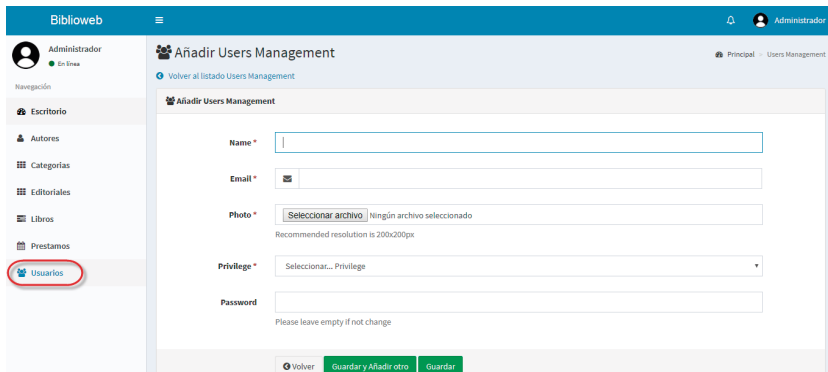 Biblioweb
Administrador
Administrador
En línea
Navegación
Escritorio
Autores
Categorias
Editoriales
Libros
Prestamos
Usuarios
Añadir Users Management
Principal > Users Management
Volver al listado Users Management
Añadir Users Management
Name *
Email *
Photo * Seleccionar archivo Ningún archivo seleccionado
Recommended resolution is 200x200px
Privilege * Seleccionar... Privilege
Password
Please leave empty if not change
Volver Guardar y Añadir otro Guardar